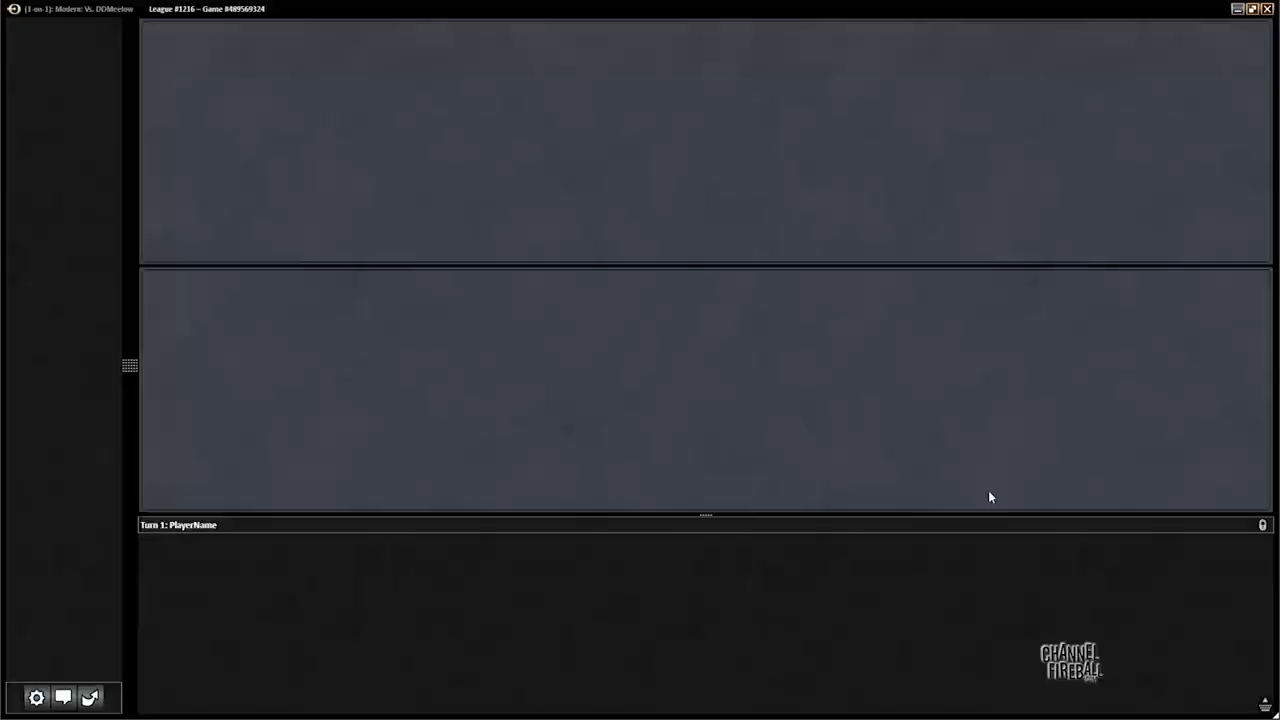 (1-on-1): Modern: Vs. DDMeelow League #1216 – Game #489569324
Turn 1: PlayerName
CHANNEL
FIREBALL